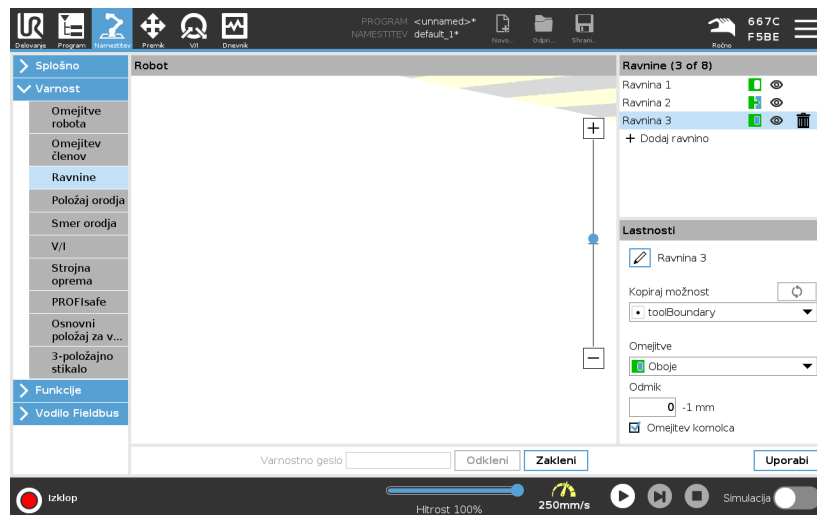 PROGRAM <unnamed>*
NAMESTITEV default_1*
667C
F5BE
Delovanje Program Namestitev Premik V/I Dnevnik Novo... Odpri... Shrani... Ročno
Splošno
Varnost
Omejitve
robota
Omejitev
členov
Ravnine
Položaj orodja
Smer orodja
V/I
Strojna
oprema
PROFIsafe
Osnovni
položaj za v...
3-položajno
stikalo
Funkcije
Vodilo Fieldbus
Robot
Ravnine (3 of 8)
Ravnina 1
Ravnina 2
Ravnina 3
+ Dodaj ravnino
Lastnosti
Ravnina 3
Kopiraj možnost
toolBoundary
Omejitve
Oboje
Odmik
0 -1 mm
Omejitev komolca
Varnostno geslo Odkleni Zakleni Uporabi
Izklop
Hitrost 100%
250mm/s
Simulacija